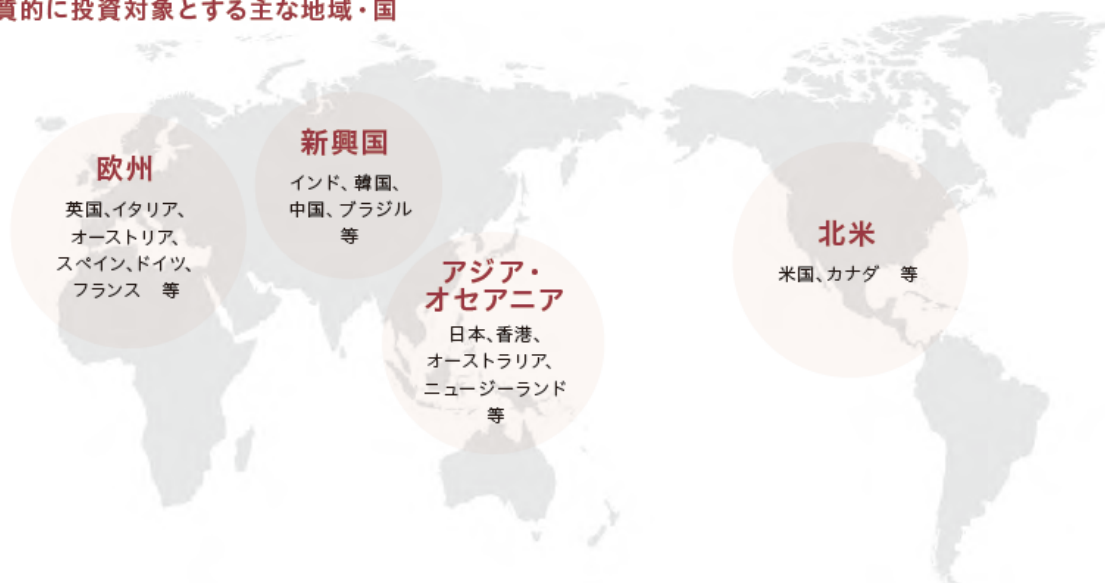 質的に投資対象とする主な地域・国
欧州
英国、イタリア、
オーストリア、
スペイン、ドイツ、
フランス　等
新興国
インド、韓国、
中国、ブラジル
等
アジア・
オセアニア
日本、香港、
オーストラリア、
ニュージーランド
等
北米
米国、カナダ　等